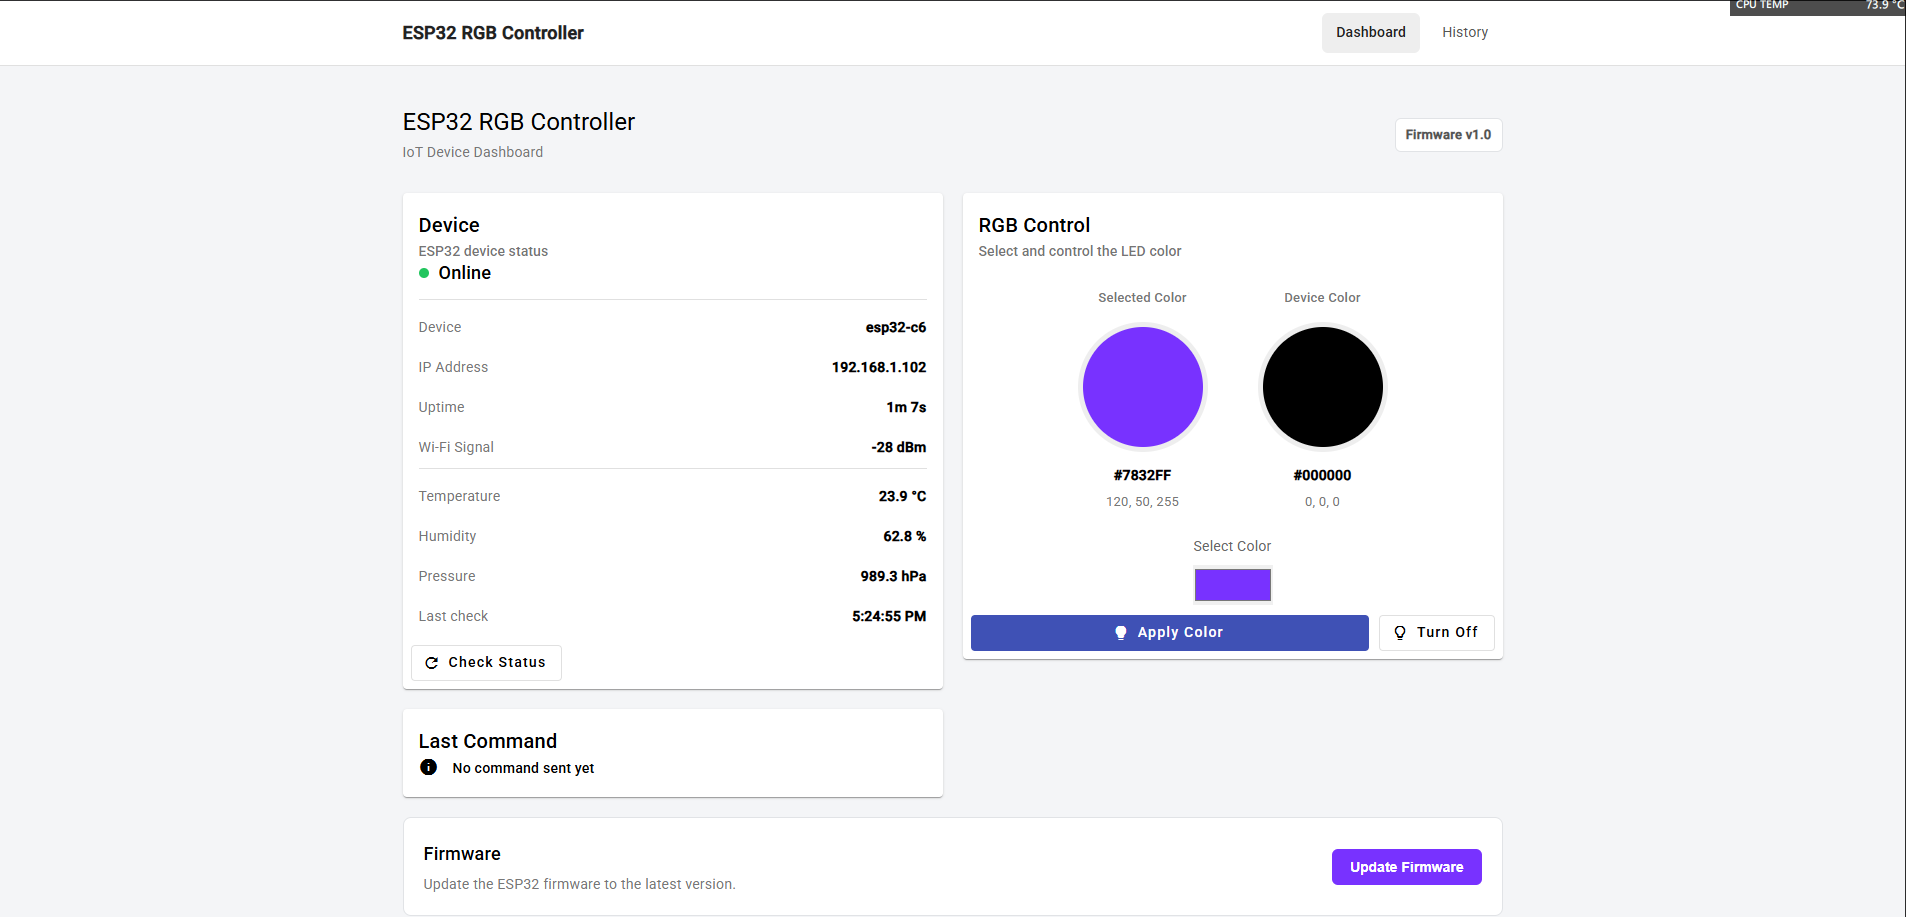 CPU TEMP 73.9 °C
ESP32 RGB Controller
Dashboard
History
ESP32 RGB Controller
IoT Device Dashboard
Firmware v1.0
Device
ESP32 device status
Online
Device esp32-c6
IP Address 192.168.1.102
Uptime 1m 7s
Wi-Fi Signal -28 dBm
Temperature 23.9 °C
Humidity 62.8 %
Pressure 989.3 hPa
Last check 5:24:55 PM
Check Status
RGB Control
Select and control the LED color
Selected Color
Device Color
#7832FF
#000000
120, 50, 255
0, 0, 0
Select Color
Apply Color
Turn Off
Last Command
No command sent yet
Firmware
Update the ESP32 firmware to the latest version.
Update Firmware